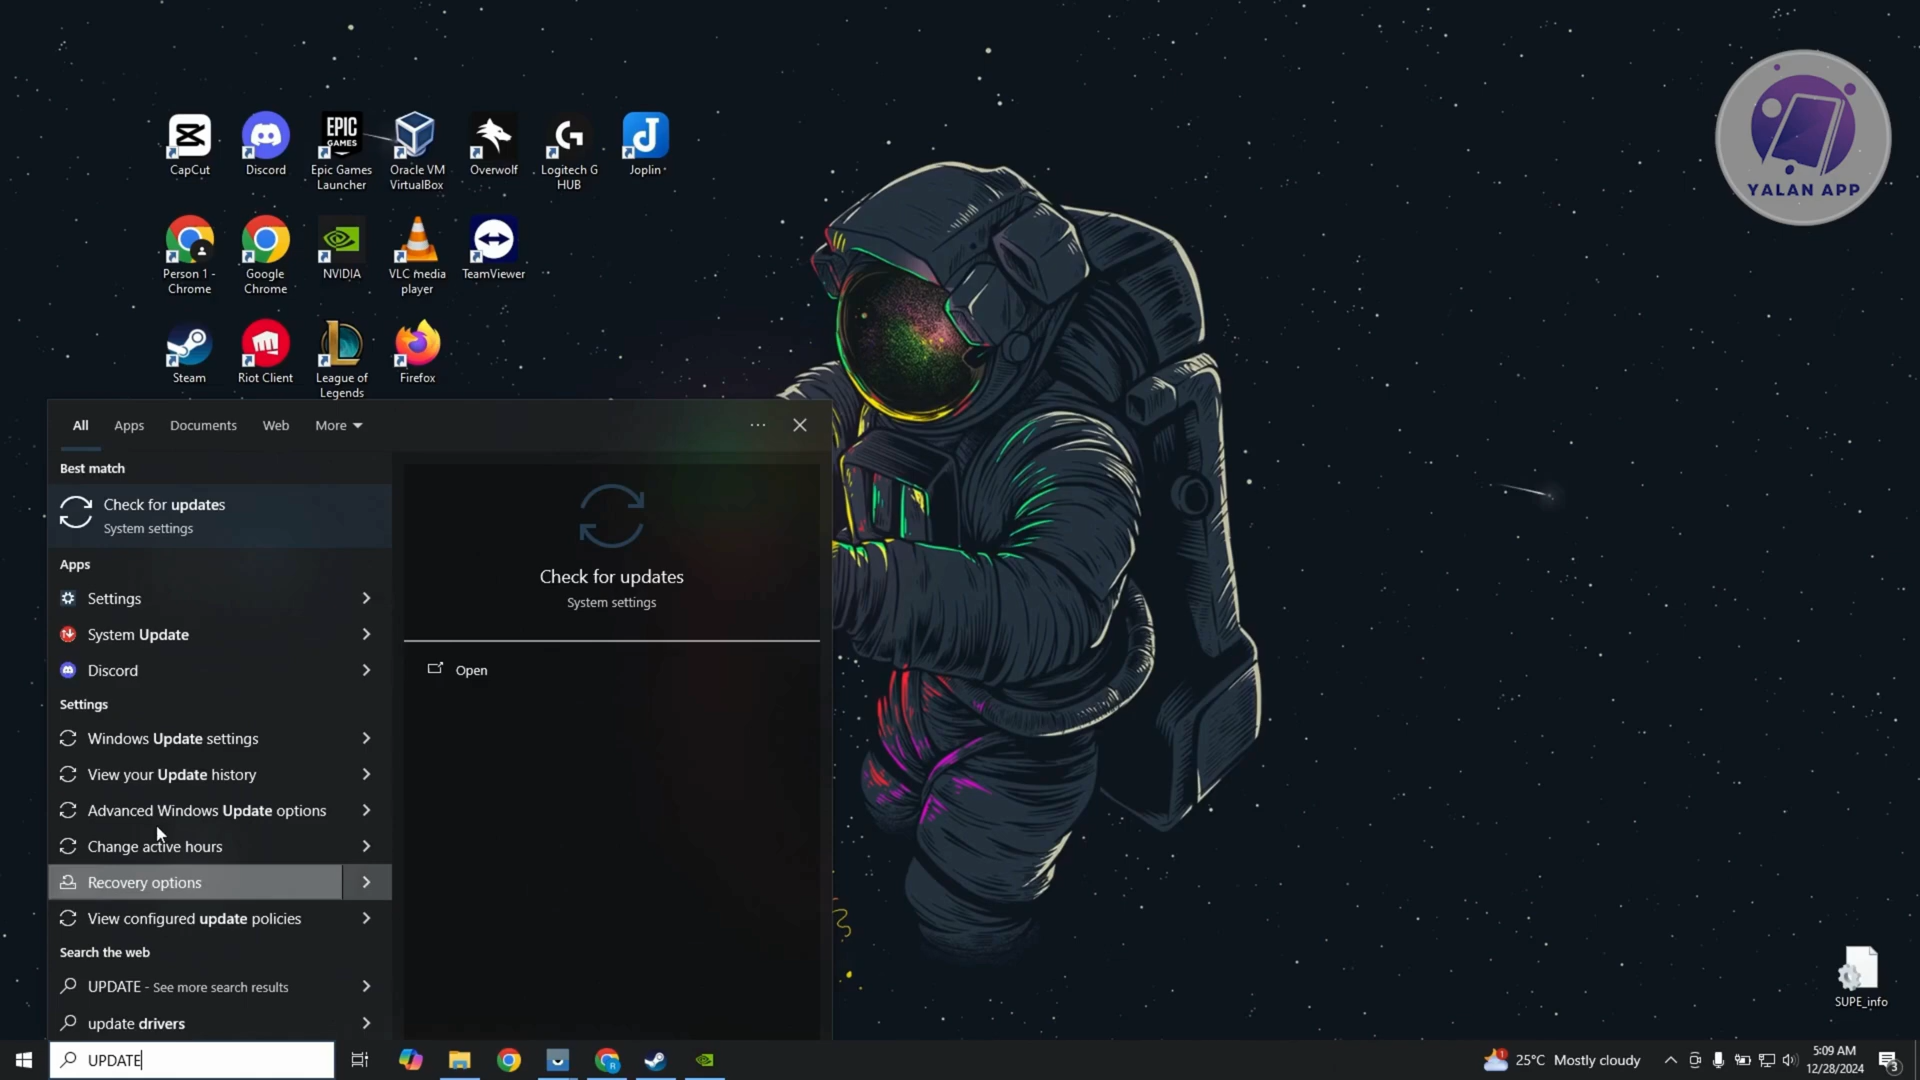 YALAN APP
CapCut
Discord
Epic Games
Launcher
Oracle VM
VirtualBox
Overwolf
Logitech G
HUB
Joplin
EPIC
GAMES
Person 1 -
Chrome
Google
Chrome
NVIDIA
VLC media
player
TeamViewer
Steam
Riot Client
League of
Legends
Firefox
All
Apps
Documents
Web
More
Best match
Check for updates
System settings
Apps
Settings
System Update
Discord
Settings
Windows Update settings
View your Update history
Advanced Windows Update options
Change active hours
Recovery options
View configured update policies
Search the web
UPDATE - See more search results
update drivers
Check for updates
System settings
Open
SUPE_info
UPDATE
1
25°C Mostly cloudy
5:09 AM
12/28/2024
3